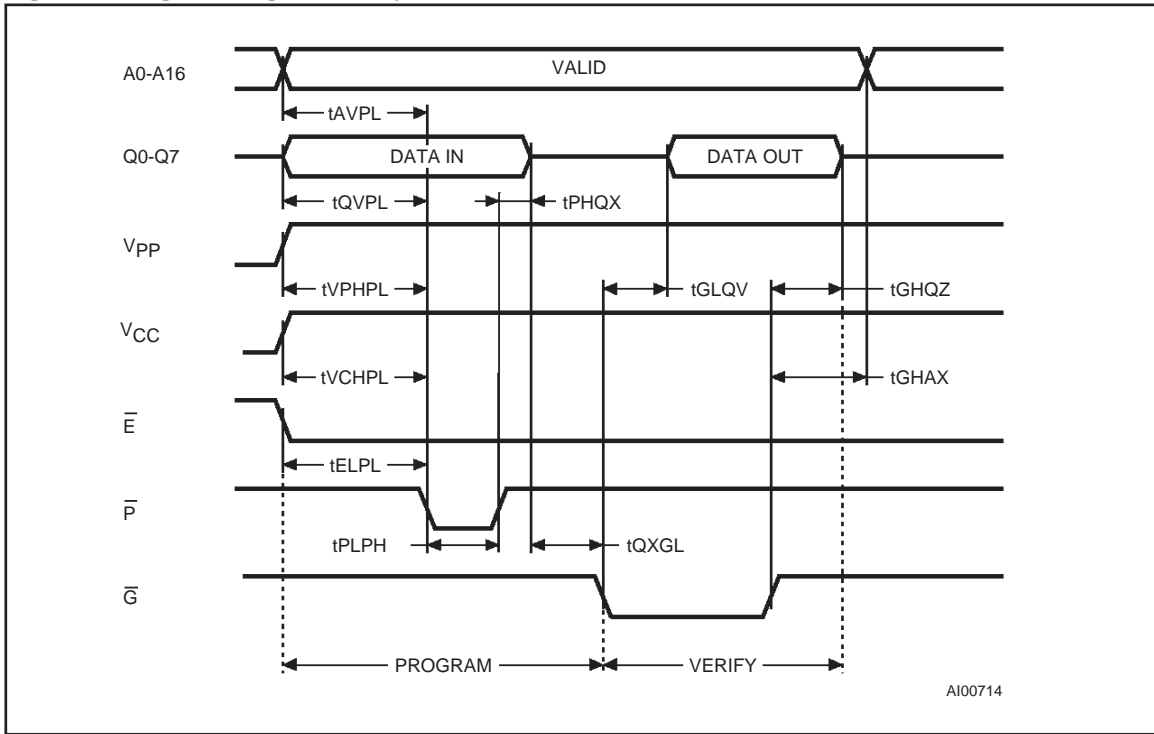 A0-A16
VALID
tAVPL
Q0-Q7
DATA IN
DATA OUT
tQVPL
tPHQX
VPP
tVPHPL
tGLQV
tGHQZ
VCC
tVCHPL
tGHAX
E̅
tELPL
P̅
tPLPH
tQXGL
G̅
PROGRAM
VERIFY
AI00714